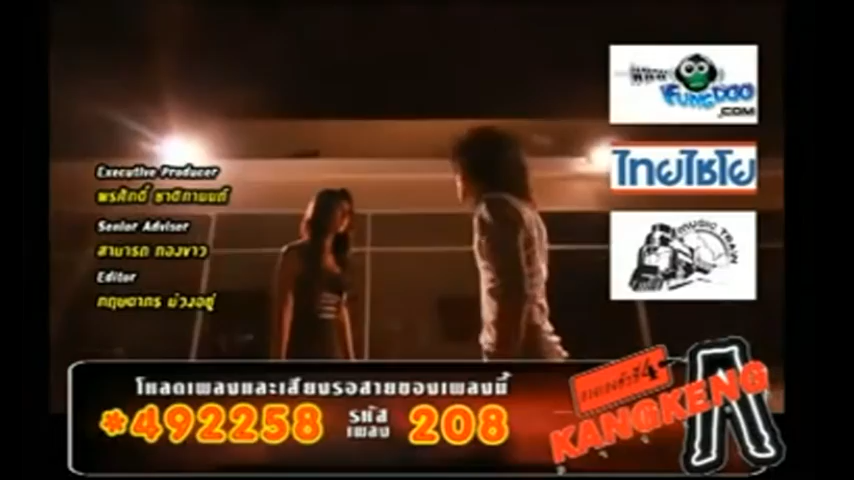 Executive Producer
พรศักดิ์ ชาติกานนท์
Senior Adviser
สามารถ ทองขาว
Editor
กฤษฎากร ม่วงอยู่
www
FUNGDOO
.COM
ไทยไชโย
MUSIC TRAIN
โหลดเพลงและเสียงรอสายของเพลงนี้
*492258 รหัสเพลง 208
KANGKENG